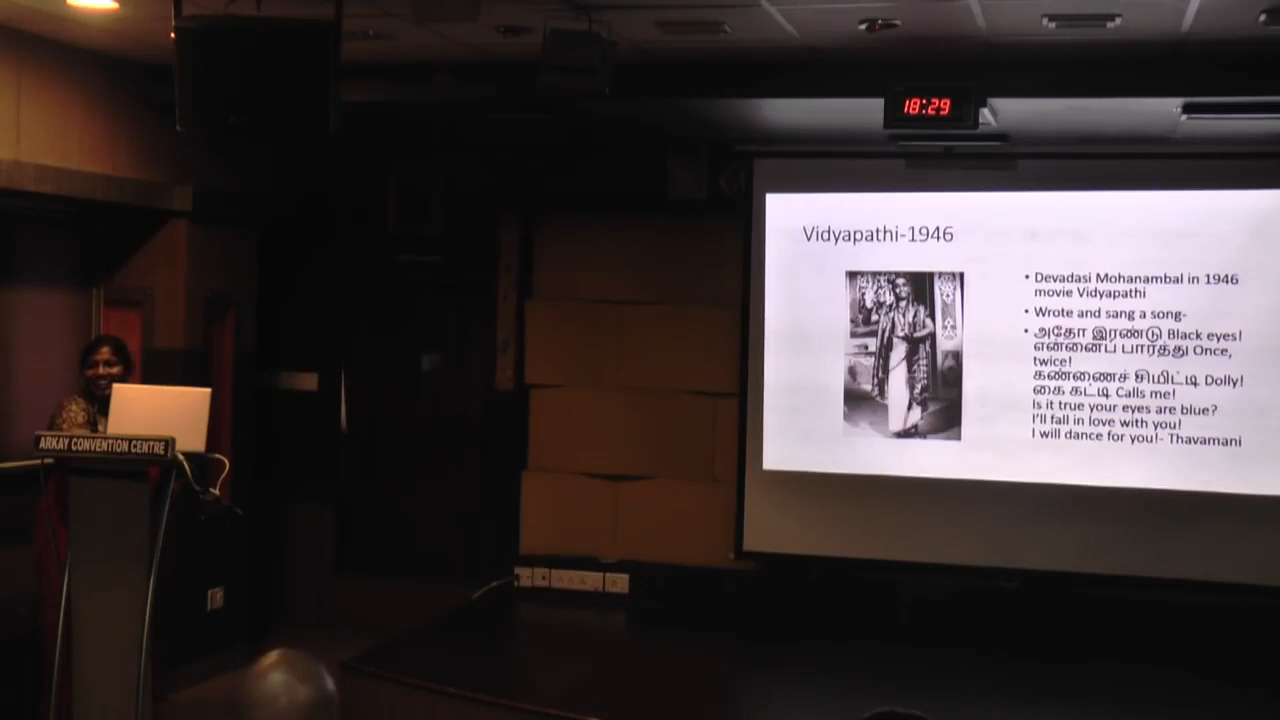 18:29
Vidyapathi-1946
• Devadasi Mohanambal in 1946
movie Vidyapathi
• Wrote and sang a song-
• அதோ இரண்டு Black eyes!
என்னைப் பார்த்து Once,
twice!
கண்ணைச் சிமிட்டி Dolly!
கை கட்டி Calls me!
Is it true your eyes are blue?
I'll fall in love with you!
I will dance for you!- Thavamani
ARKAY CONVENTION CENTRE